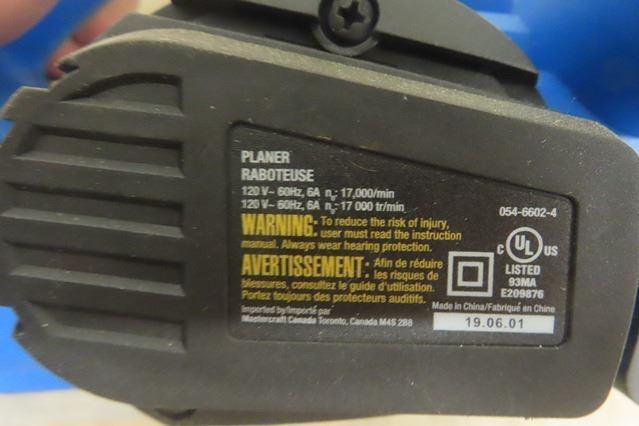 PLANER
RABOTEUSE
120 V~ 60Hz, 6A n₀: 17,000/min
120 V~ 60Hz, 6A n₀: 17 000 tr/min
WARNING: To reduce the risk of injury,
user must read the instruction
manual. Always wear hearing protection.
AVERTISSEMENT: Afin de réduire
les risques de
blessures, consultez le guide d'utilisation.
Portez toujours des protecteurs auditifs.
Imported by/Importé par
Mastercraft Canada Toronto, Canada M4S 2B8
054-6602-4
C UL US
LISTED
93MA
E209876
Made in China/Fabriqué en Chine
19.06.01